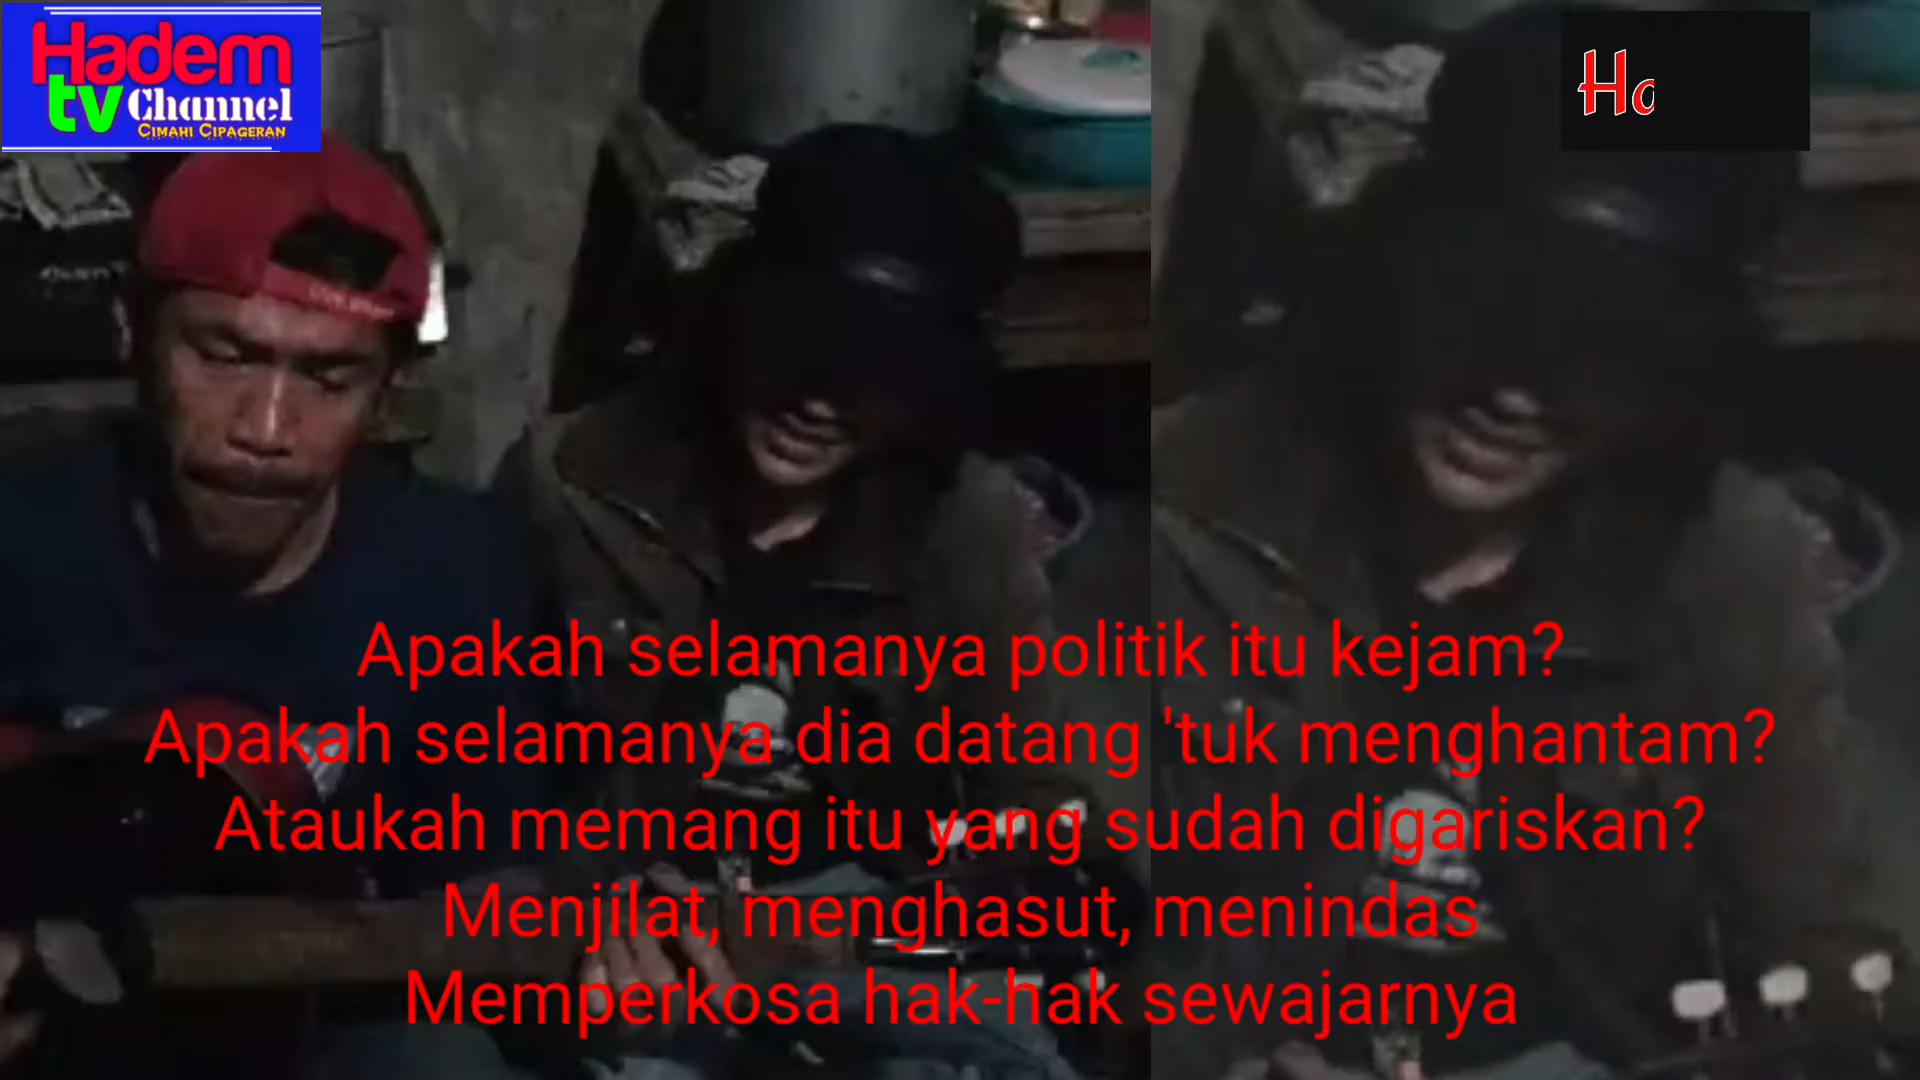 Hadem
tv Channel
CIMAHI CIPAGERAN
Ha
Apakah selamanya politik itu kejam?
Apakah selamanya dia datang 'tuk menghantam?
Ataukah memang itu yang sudah digariskan?
Menjilat, menghasut, menindas
Memperkosa hak-hak sewajarnya